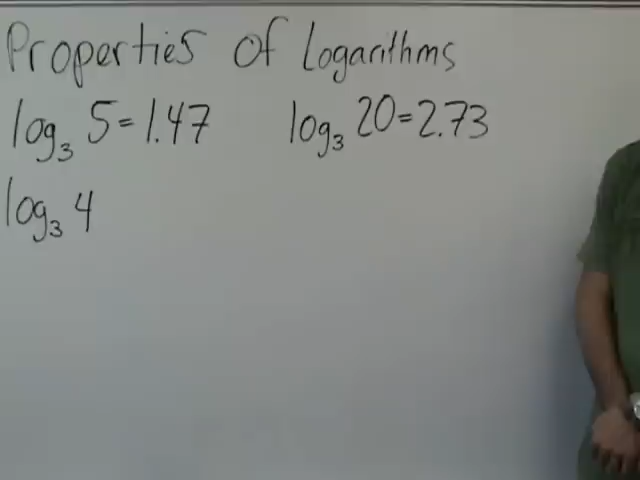 Properties of Logarithms
log₃ 5 = 1.47 log₃ 20 = 2.73
log₃ 4